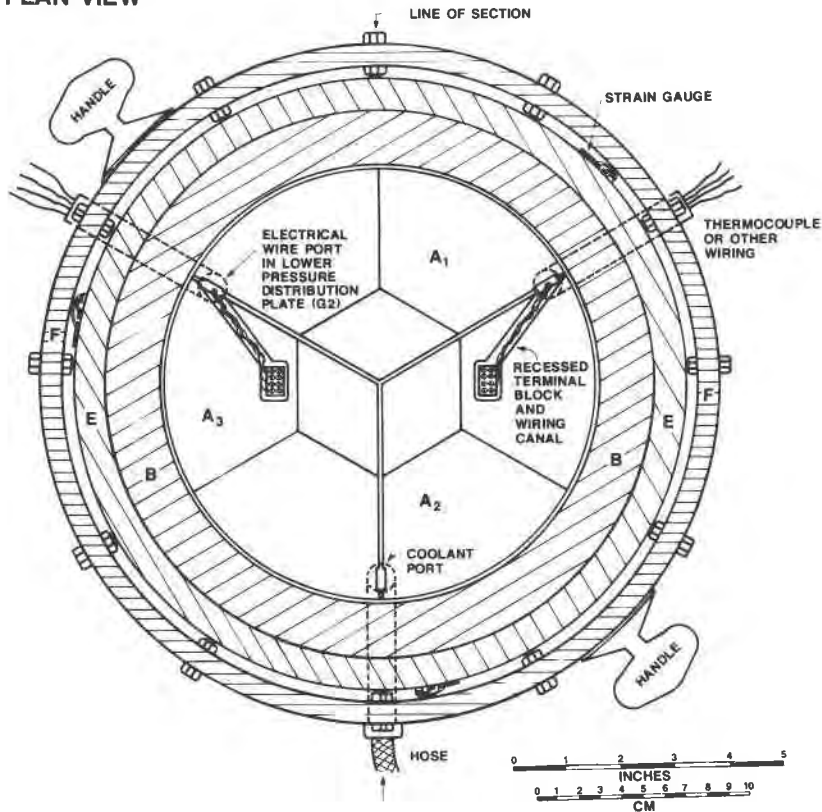 PLAN VIEW
LINE OF SECTION
HANDLE
STRAIN GAUGE
ELECTRICAL
WIRE PORT
IN LOWER
PRESSURE
DISTRIBUTION
PLATE (G2)
A1
THERMOCOUPLE
OR OTHER
WIRING
F
F
RECESSED
TERMINAL
BLOCK
AND
WIRING
CANAL
A3
E
E
B
B
A2
COOLANT
PORT
HANDLE
HOSE
0 1 2 3 4 5
INCHES
0 1 2 3 4 5 6 7 8 9 10
CM